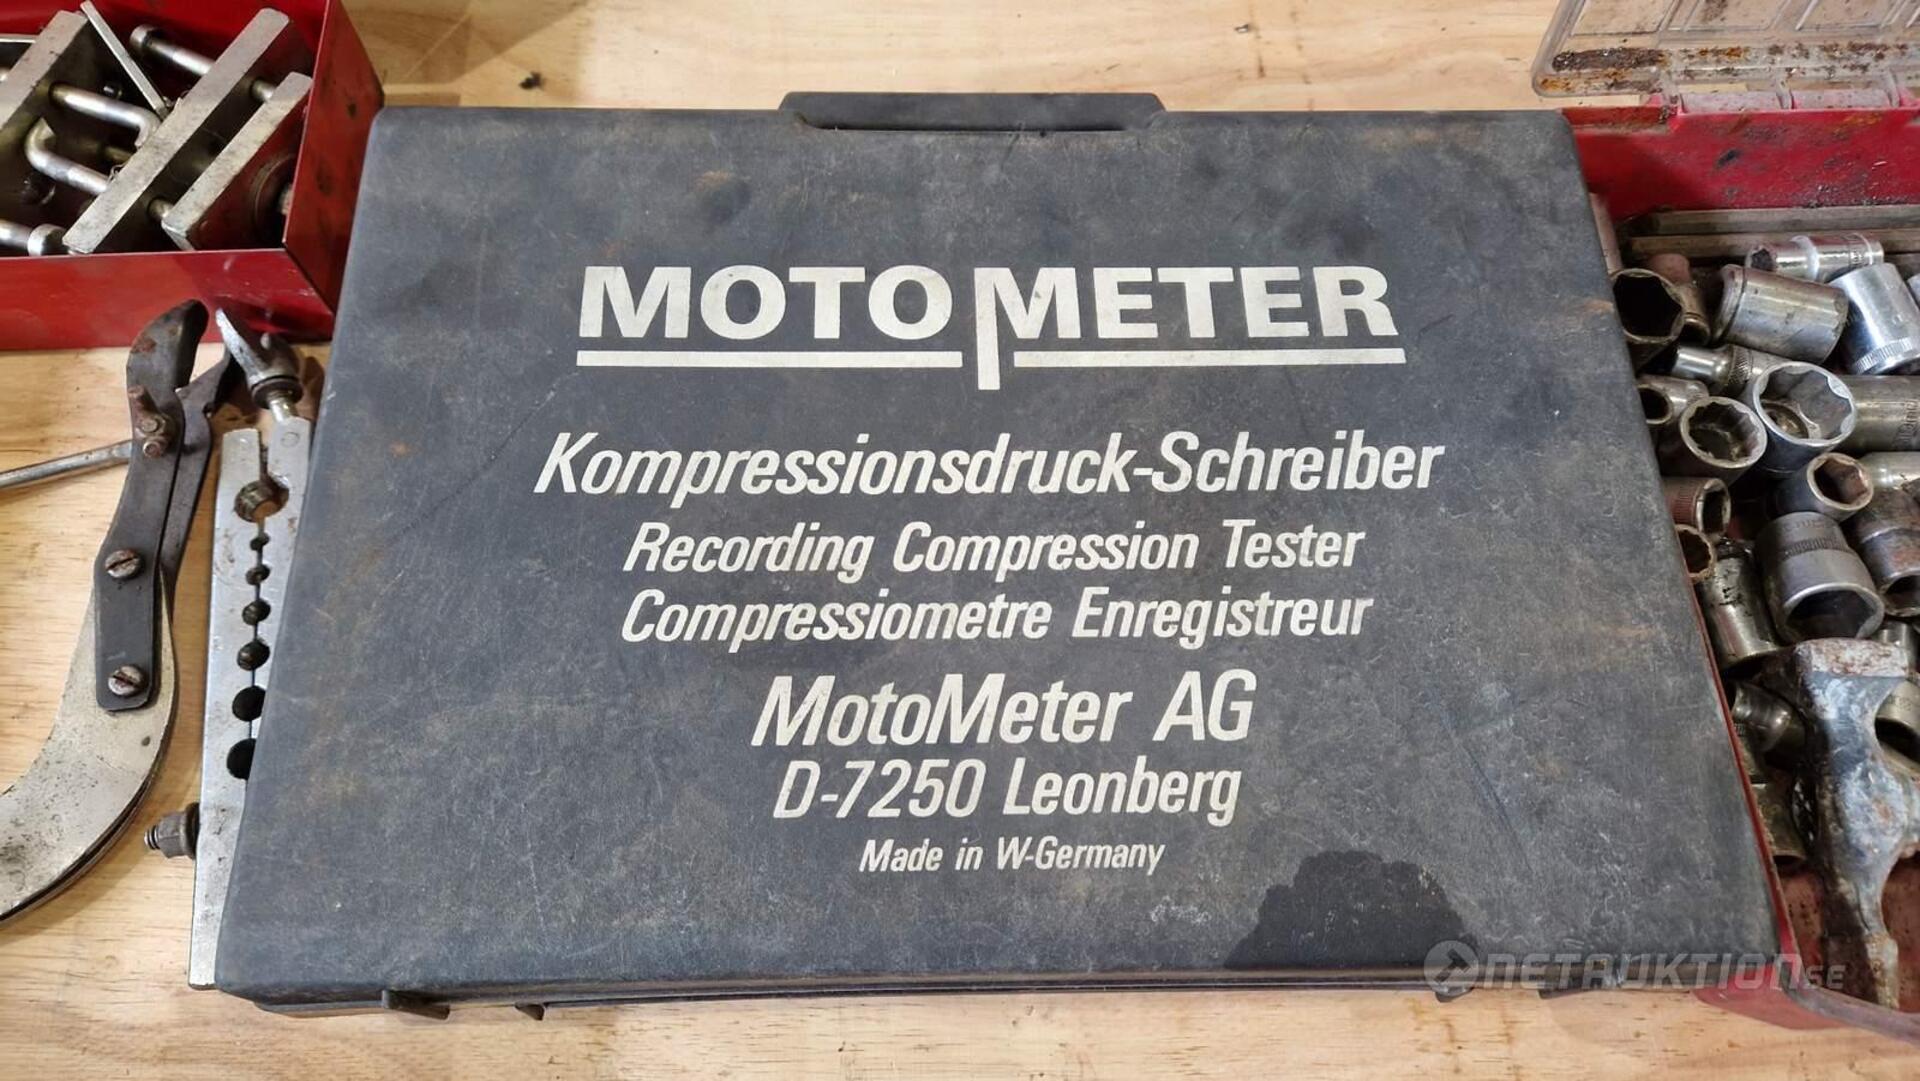 MOTOMETER
Kompressionsdruck-Schreiber
Recording Compression Tester
Compressiometre Enregistreur
MotoMeter AG
D-7250 Leonberg
Made in W-Germany
NETAUKTION.SE